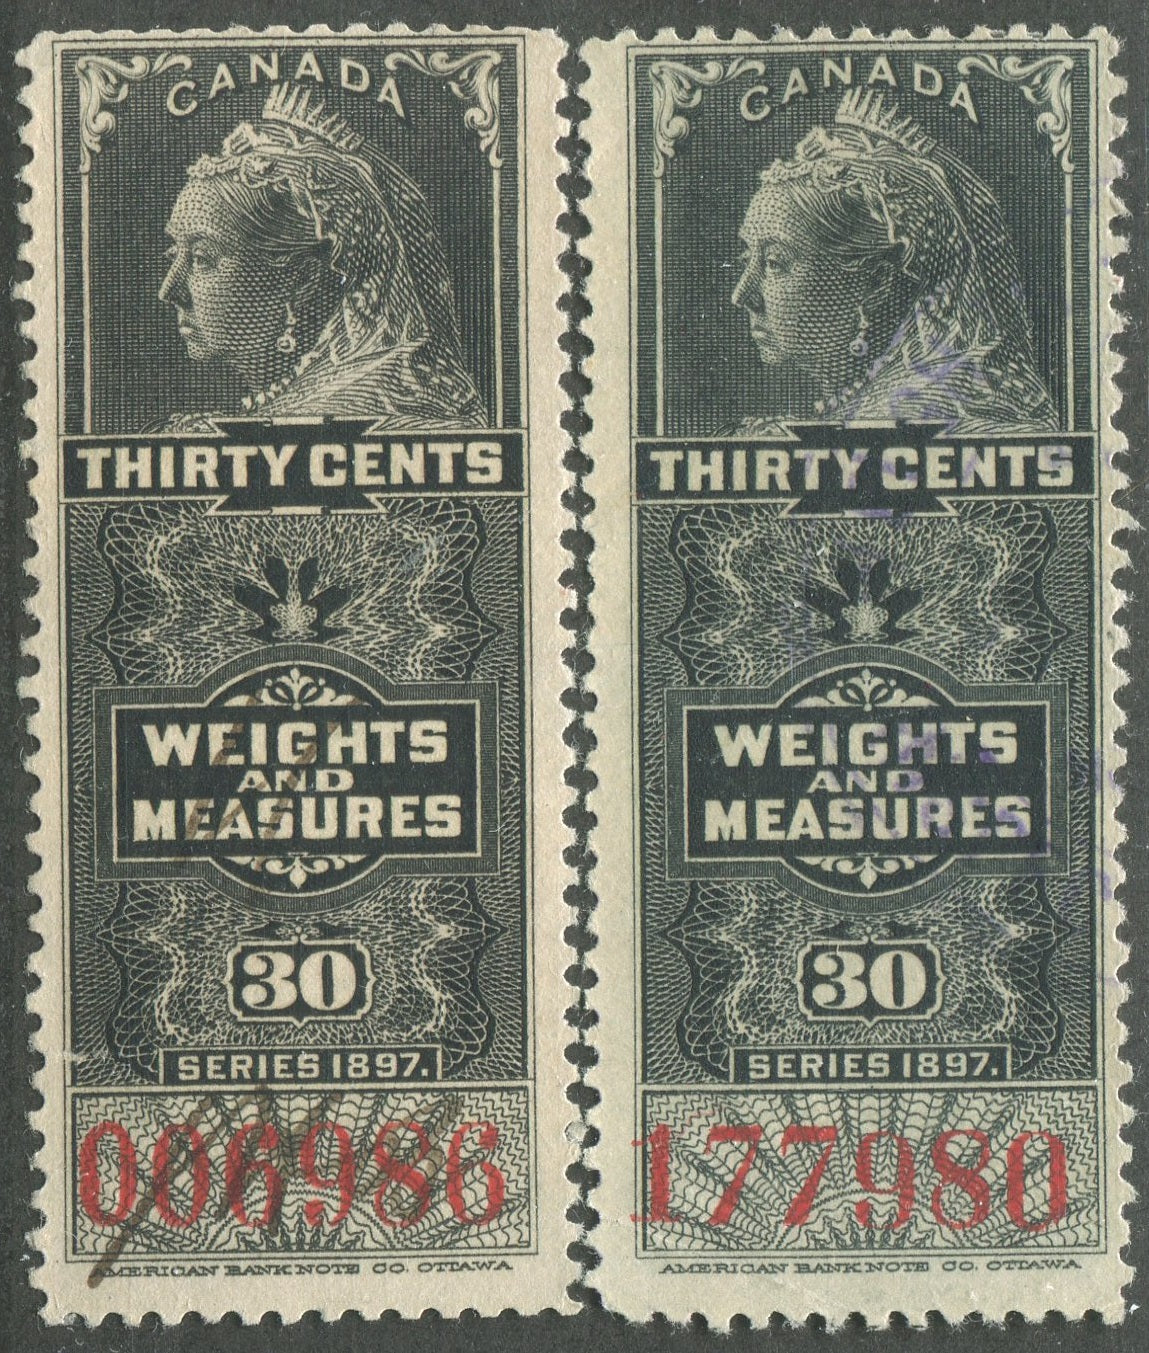 CANADA
THIRTY CENTS
WEIGHTS
AND
MEASURES
30
SERIES 1897.
006986
AMERICAN BANK NOTE CO. OTTAWA
CANADA
THIRTY CENTS
WEIGHTS
AND
MEASURES
30
SERIES 1897.
177980
AMERICAN BANK NOTE CO. OTTAWA